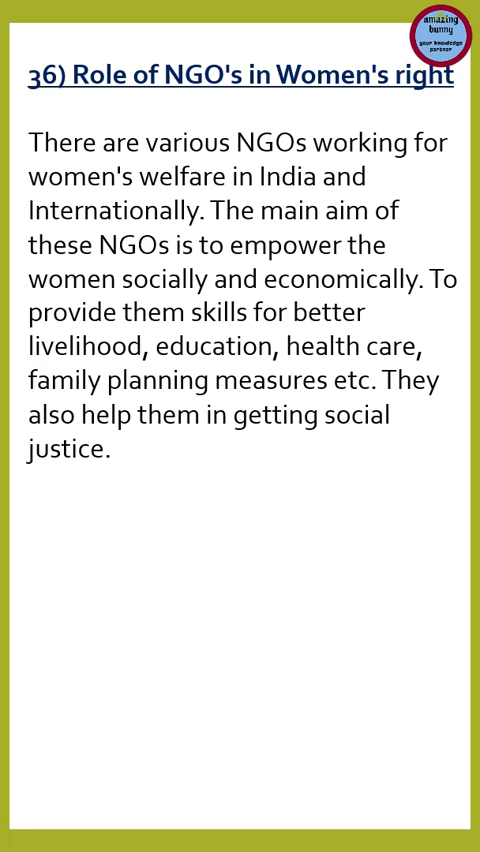 amazing
bunny
your knowledge
partner
36) Role of NGO's in Women's right
There are various NGOs working for
women's welfare in India and
Internationally. The main aim of
these NGOs is to empower the
women socially and economically. To
provide them skills for better
livelihood, education, health care,
family planning measures etc. They
also help them in getting social
justice.